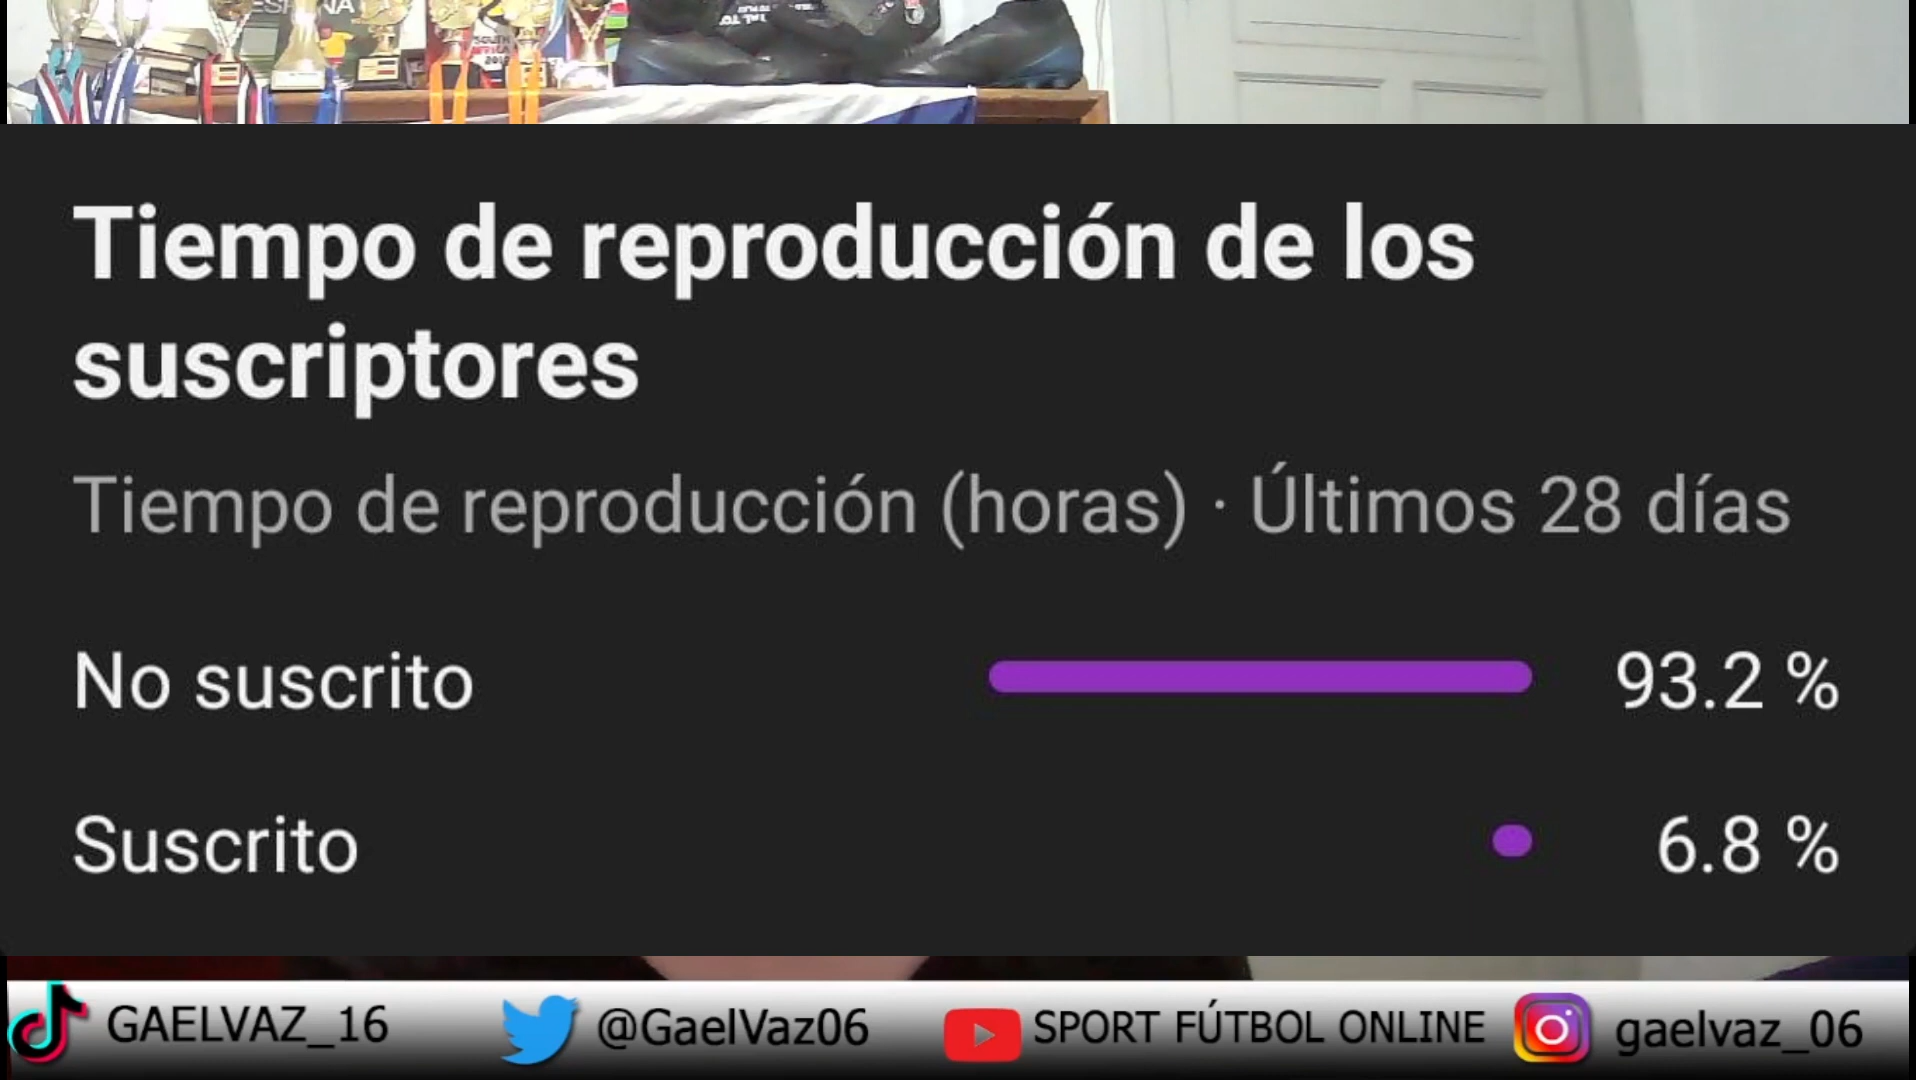 Tiempo de reproducción de los
suscriptores
Tiempo de reproducción (horas) · Últimos 28 días
No suscrito 93.2 %
Suscrito 6.8 %
GAELVAZ_16 @GaelVaz06 SPORT FÚTBOL ONLINE gaelvaz_06